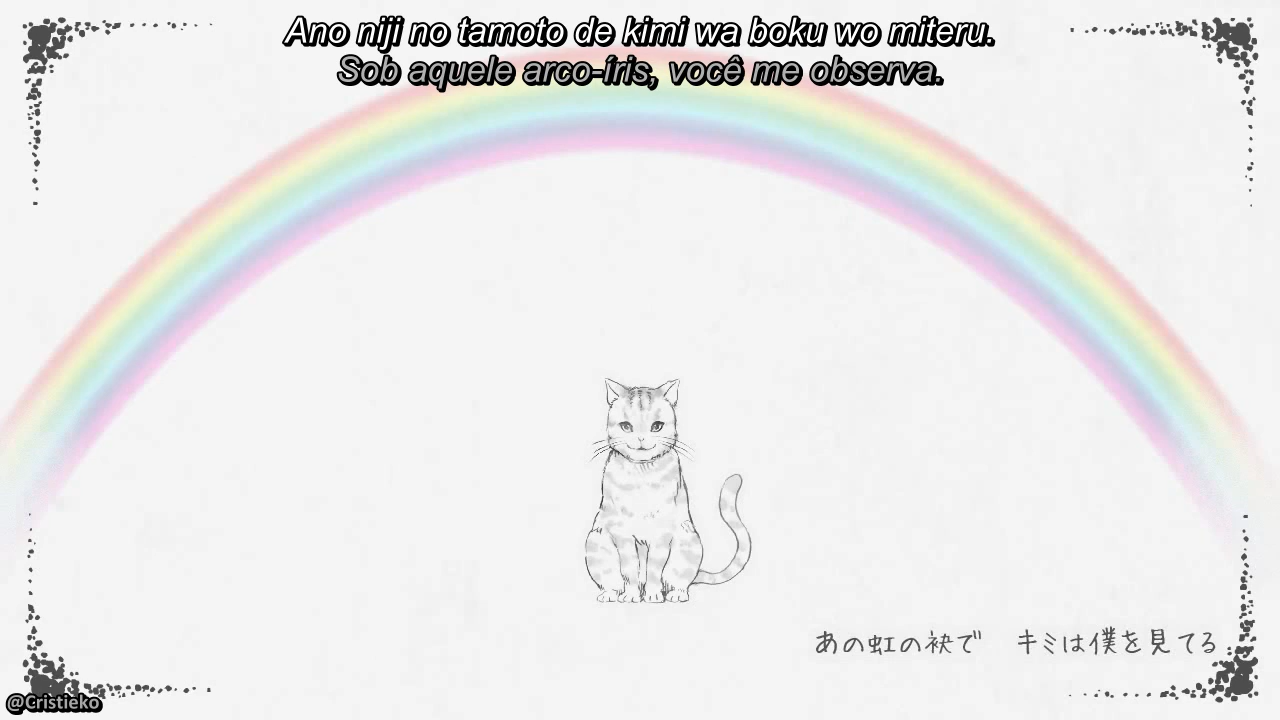 Ano niji no tamoto de kimi wa boku wo miteru.
Sob aquele arco-íris, você me observa.
あの虹の袂で　キミは僕を見てる
@Cristieko